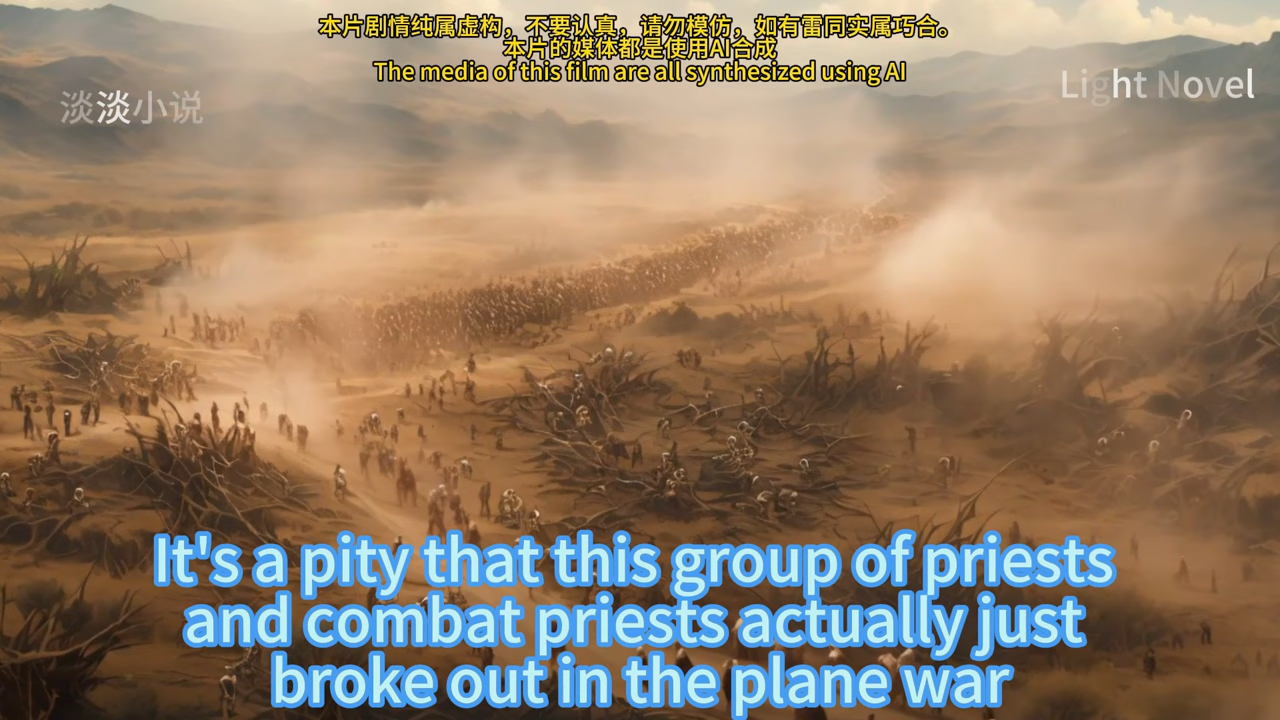 本片剧情纯属虚构，不要认真，请勿模仿，如有雷同实属巧合。
本片的媒体都是使用AI合成
The media of this film are all synthesized using AI
淡淡小说
Light Novel
It's a pity that this group of priests
and combat priests actually just
broke out in the plane war